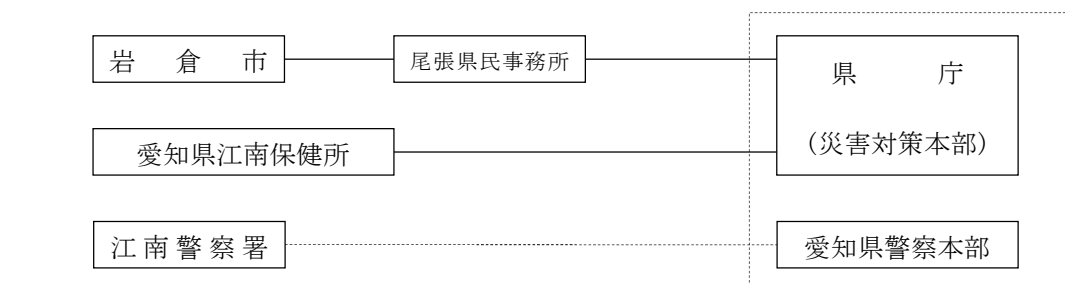 岩倉市
尾張県民事務所
県庁
(災害対策本部)
愛知県江南保健所
江南警察署
愛知県警察本部